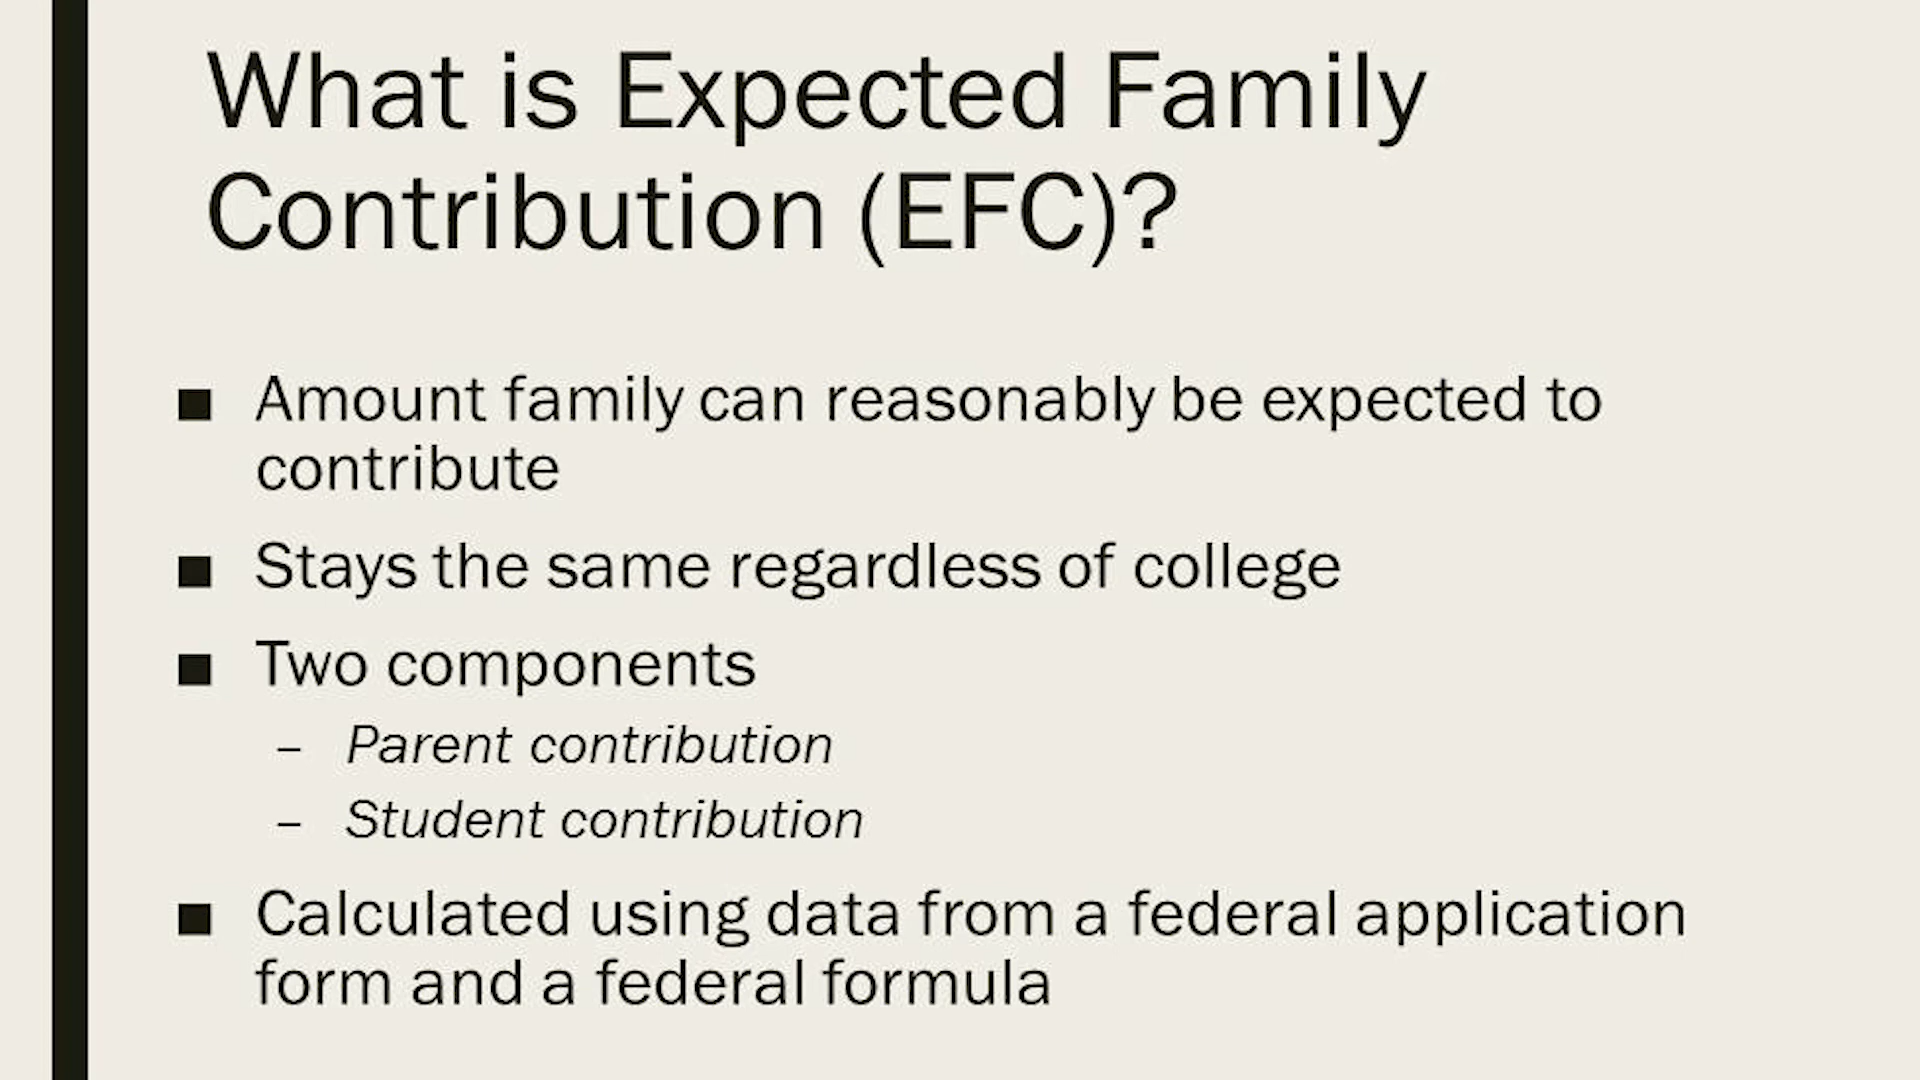 What is Expected Family
Contribution (EFC)?
■ Amount family can reasonably be expected to
contribute
■ Stays the same regardless of college
■ Two components
– Parent contribution
– Student contribution
■ Calculated using data from a federal application
form and a federal formula